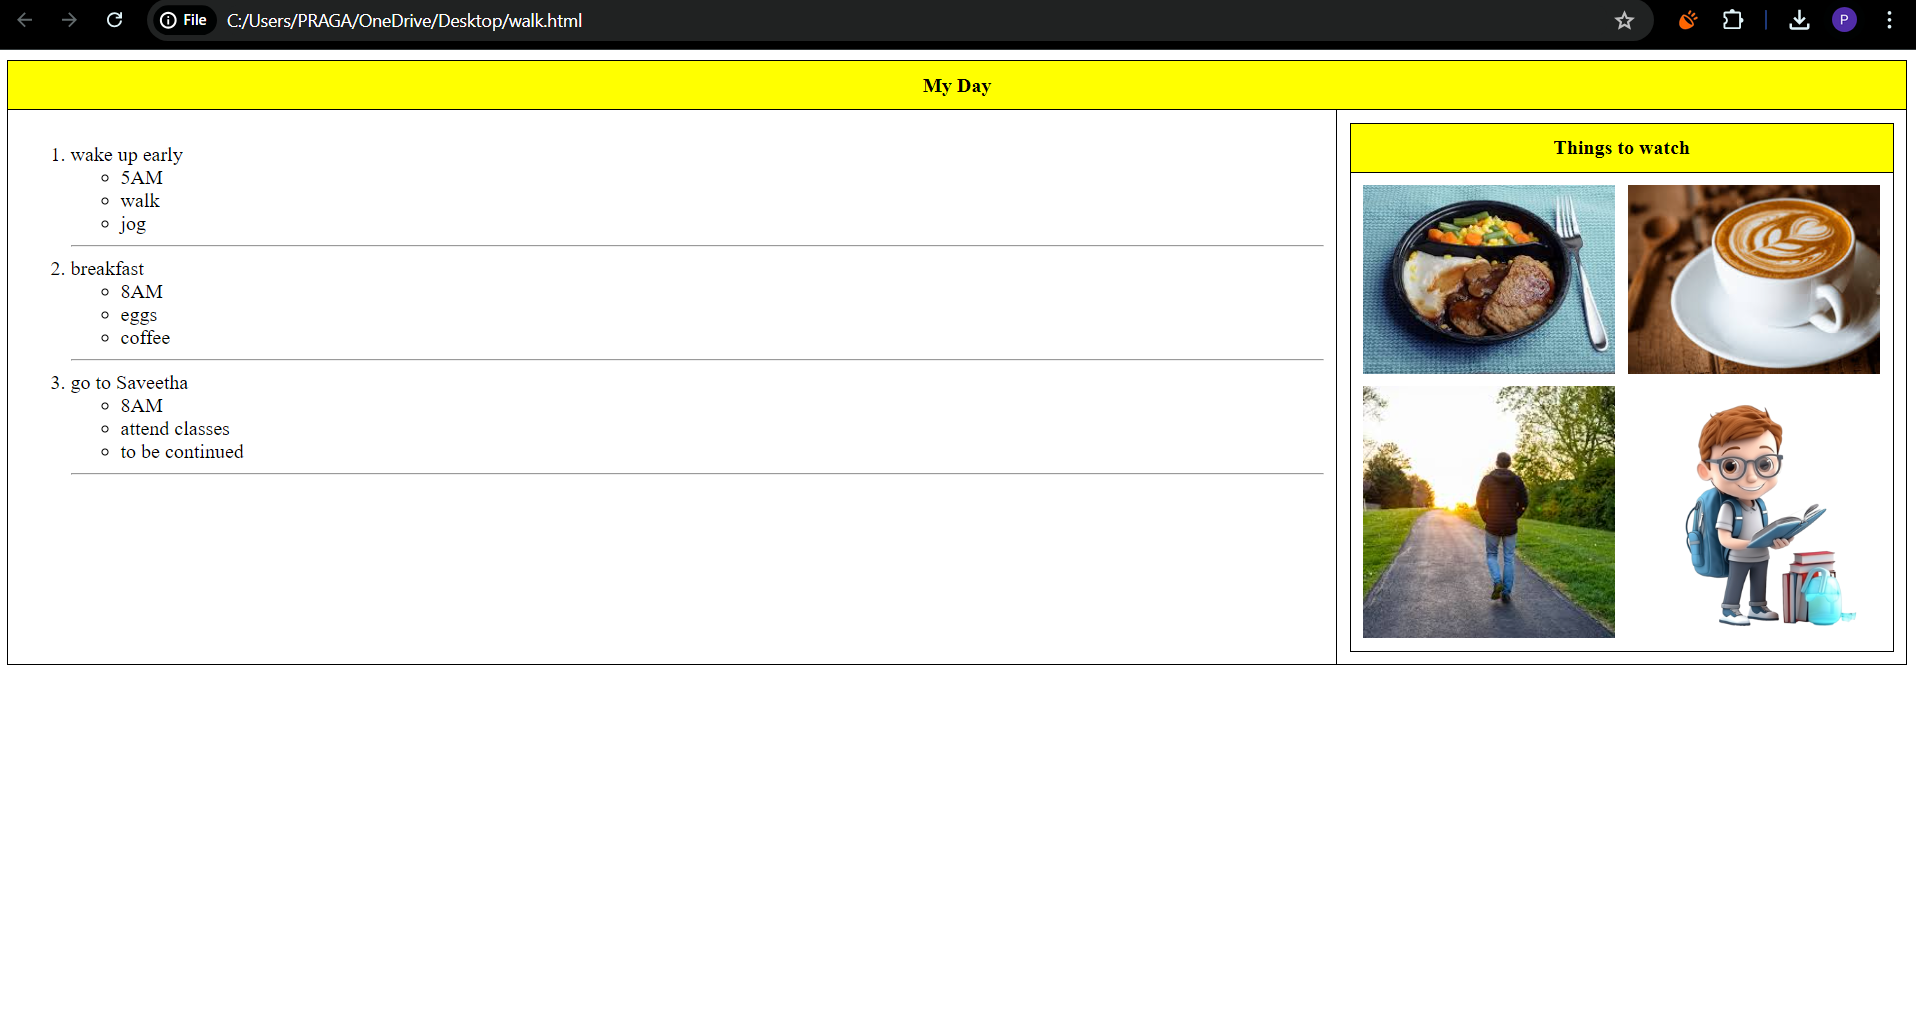 File C:/Users/PRAGA/OneDrive/Desktop/walk.html P
My Day
1. wake up early
5AM
walk
jog
2. breakfast
8AM
eggs
coffee
3. go to Saveetha
8AM
attend classes
to be continued
Things to watch